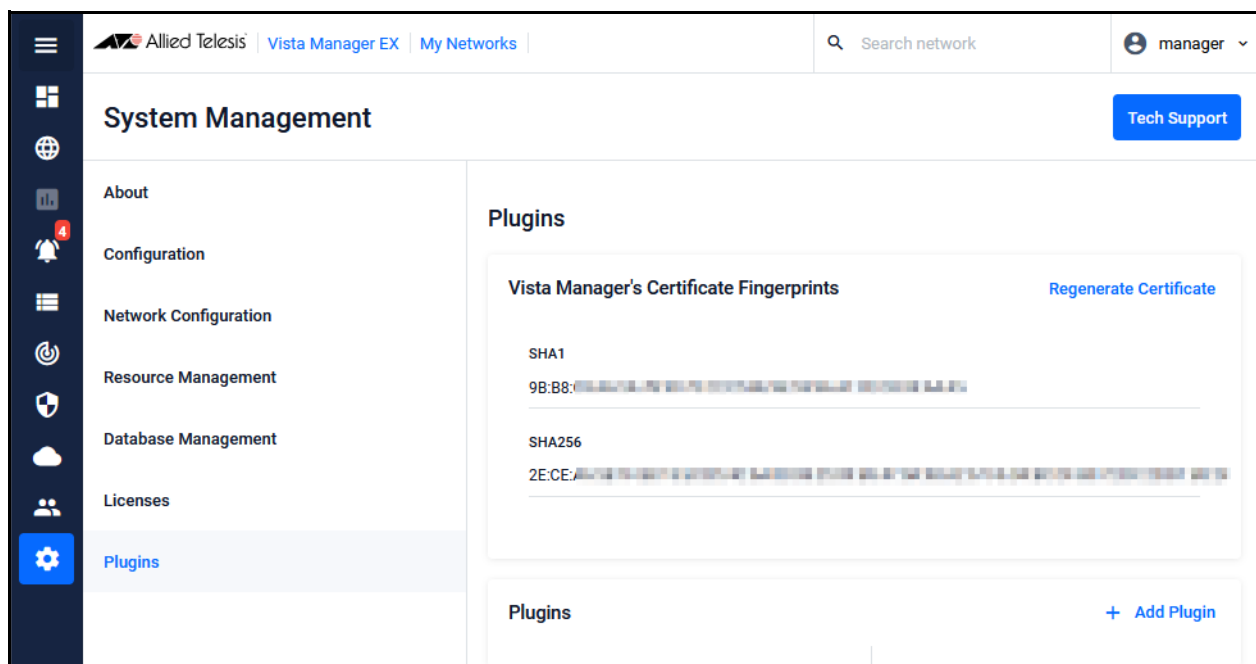 Allied Telesis Vista Manager EX My Networks Search network manager
System Management Tech Support
4
About
Configuration
Network Configuration
Resource Management
Database Management
Licenses
Plugins
Plugins
Vista Manager's Certificate Fingerprints Regenerate Certificate
SHA1
9B:B8:
SHA256
2E:CE:
Plugins + Add Plugin